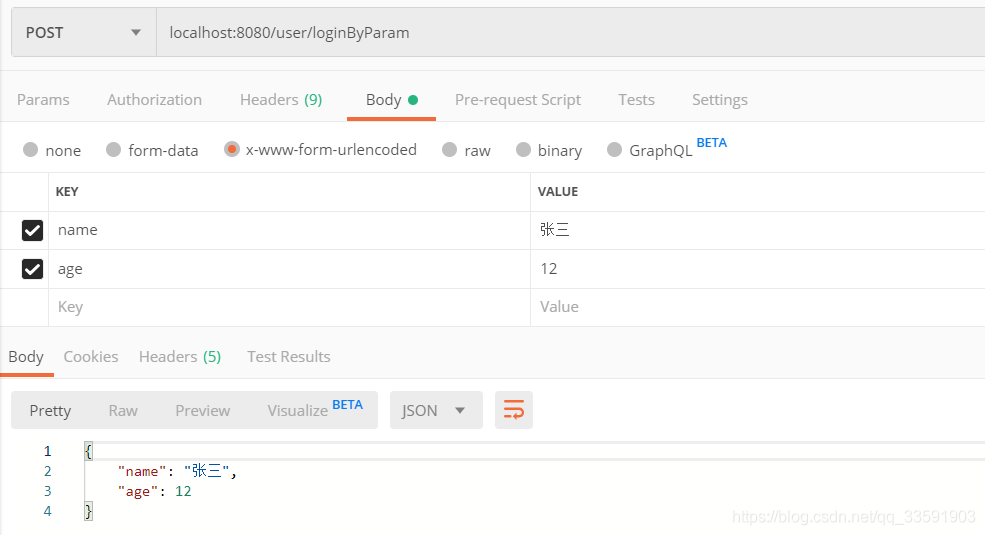 POST localhost:8080/user/loginByParam
Params Authorization Headers (9) Body Pre-request Script Tests Settings
none form-data x-www-form-urlencoded raw binary GraphQL BETA
KEY VALUE
name 张三
age 12
Key Value
Body Cookies Headers (5) Test Results
Pretty Raw Preview Visualize BETA JSON
1 {
2 "name": "张三",
3 "age": 12
4 }
https://blog.csdn.net/qq_33591903